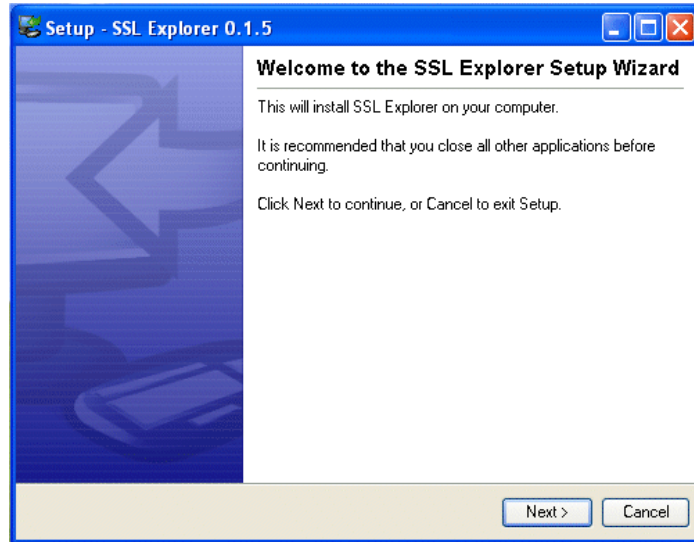 Setup - SSL Explorer 0.1.5
Welcome to the SSL Explorer Setup Wizard
This will install SSL Explorer on your computer.
It is recommended that you close all other applications before
continuing.
Click Next to continue, or Cancel to exit Setup.
Next >
Cancel